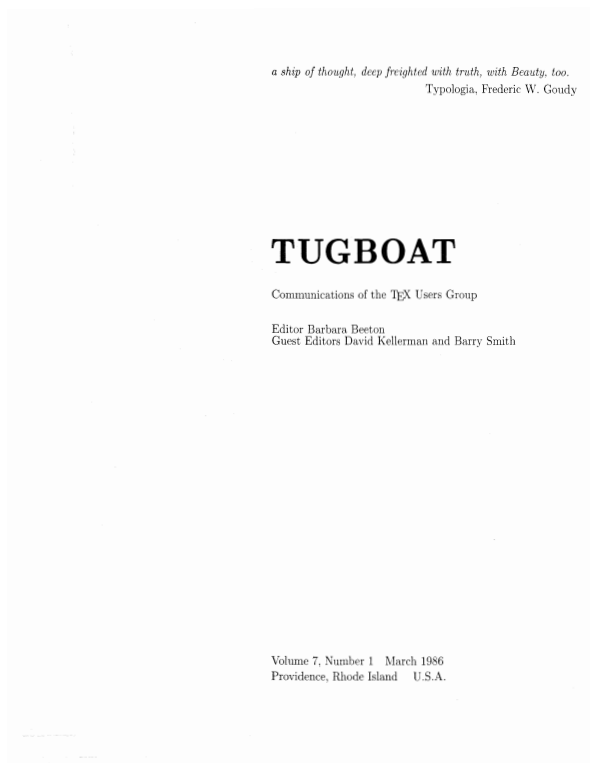 a ship of thought, deep freighted with truth, with Beauty, too.
Typologia, Frederic W. Goudy
TUGBOAT
Communications of the TEX Users Group
Editor Barbara Beeton
Guest Editors David Kellerman and Barry Smith
Volume 7, Number 1 March 1986
Providence, Rhode Island U.S.A.